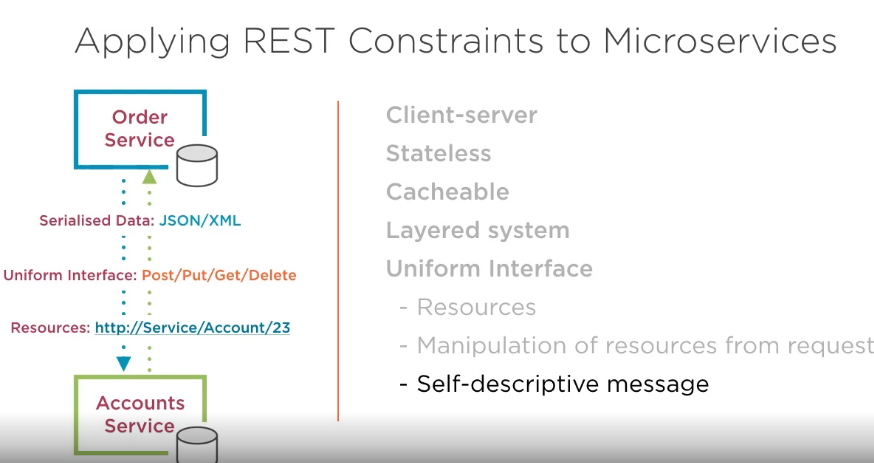 Applying REST Constraints to Microservices
Order
Service
Serialised Data: JSON/XML
Uniform Interface: Post/Put/Get/Delete
Resources: http://Service/Account/23
Accounts
Service
Client-server
Stateless
Cacheable
Layered system
Uniform Interface
- Resources
- Manipulation of resources from request
- Self-descriptive message